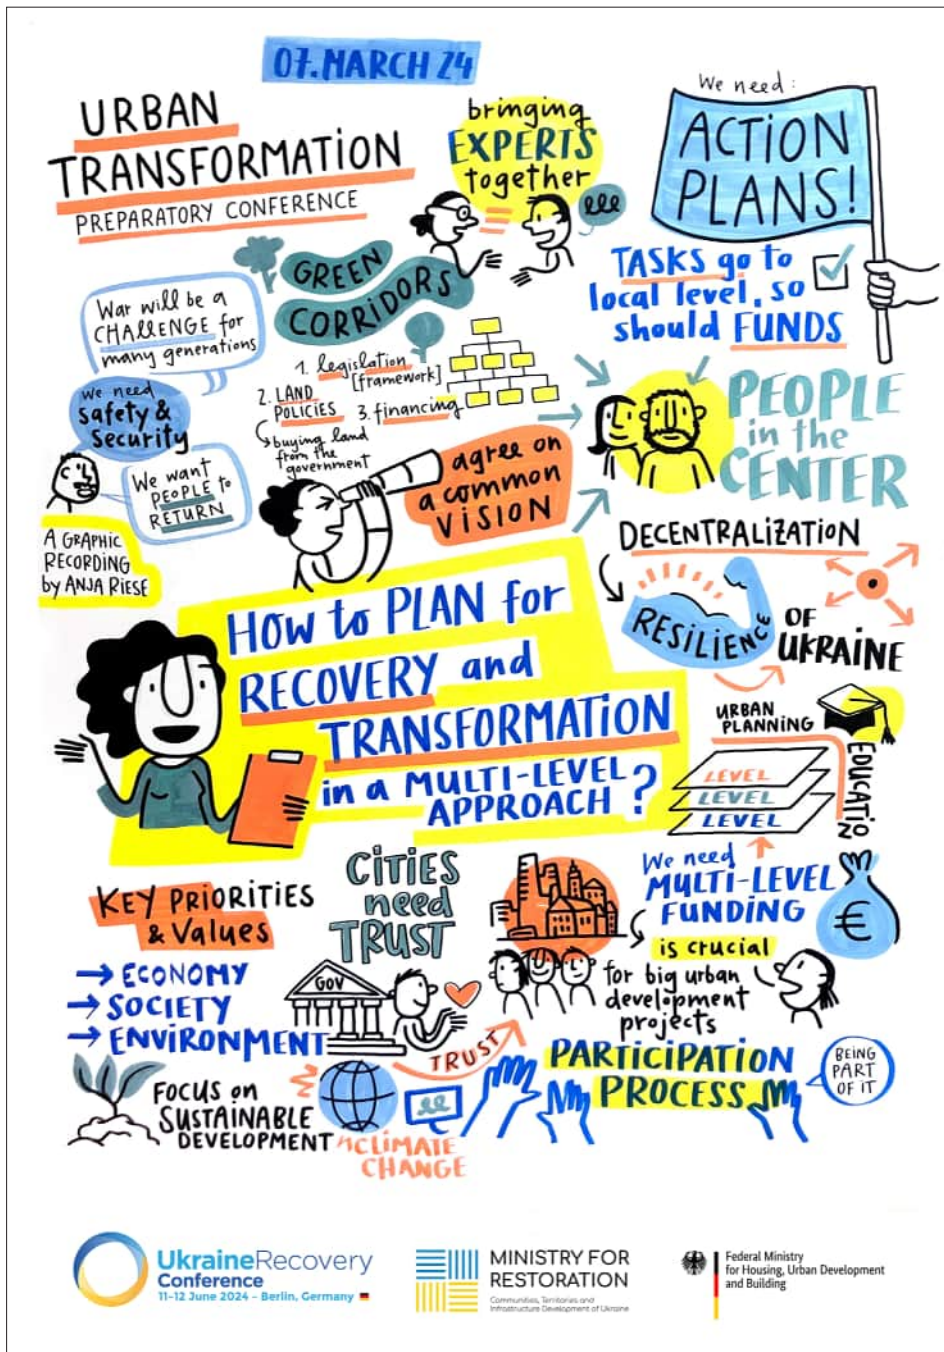 07. MARCH 24
URBAN
TRANSFORMATION
PREPARATORY CONFERENCE
bringing
EXPERTS
together
We need:
ACTION
PLANS!
TASKS go to
local level, so
should FUNDS
GREEN
CORRIDORS
War will be a
CHALLENGE for
many generations
We need
safety &
Security
We want
PEOPLE to
RETURN
1. legislation
[framework]
2. LAND
POLICIES
3. financing
buying land
from the
government
agree on
a common
VISION
PEOPLE
in the
CENTER
A GRAPHIC
RECORDING
by ANJA RIESE
DECENTRALIZATION
RESILIENCE
OF
UKRAINE
HOW to PLAN for
RECOVERY and
TRANSFORMATION
in a MULTI-LEVEL
APPROACH?
URBAN
PLANNING
EDUCATION
LEVEL
LEVEL
LEVEL
We need
MULTI-LEVEL
FUNDING
€
is crucial
for big urban
development
projects
KEY PRIORITIES
& Values
→ ECONOMY
→ SOCIETY
→ ENVIRONMENT
CITIES
need
TRUST
GOV
TRUST
PARTICIPATION
PROCESS
BEING
PART
OF IT
FOCUS on
SUSTAINABLE
DEVELOPMENT
CLIMATE
CHANGE
UkraineRecovery
Conference
11-12 June 2024 – Berlin, Germany
MINISTRY FOR
RESTORATION
Communities, Territories and
Infrastructure Development of Ukraine
Federal Ministry
for Housing, Urban Development
and Building